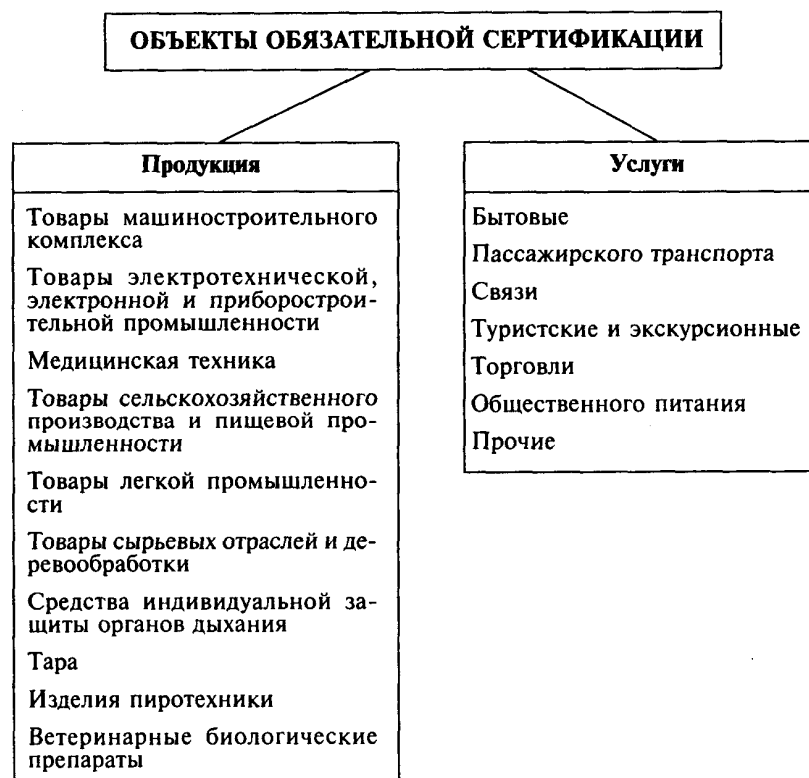 ОБЪЕКТЫ ОБЯЗАТЕЛЬНОЙ СЕРТИФИКАЦИИ
Продукция
Товары машиностроительного
комплекса
Товары электротехнической,
электронной и приборострои-
тельной промышленности
Медицинская техника
Товары сельскохозяйственного
производства и пищевой про-
мышленности
Товары легкой промышленно-
сти
Товары сырьевых отраслей и де-
ревообработки
Средства индивидуальной за-
щиты органов дыхания
Тара
Изделия пиротехники
Ветеринарные биологические
препараты
Услуги
Бытовые
Пассажирского транспорта
Связи
Туристские и экскурсионные
Торговли
Общественного питания
Прочие